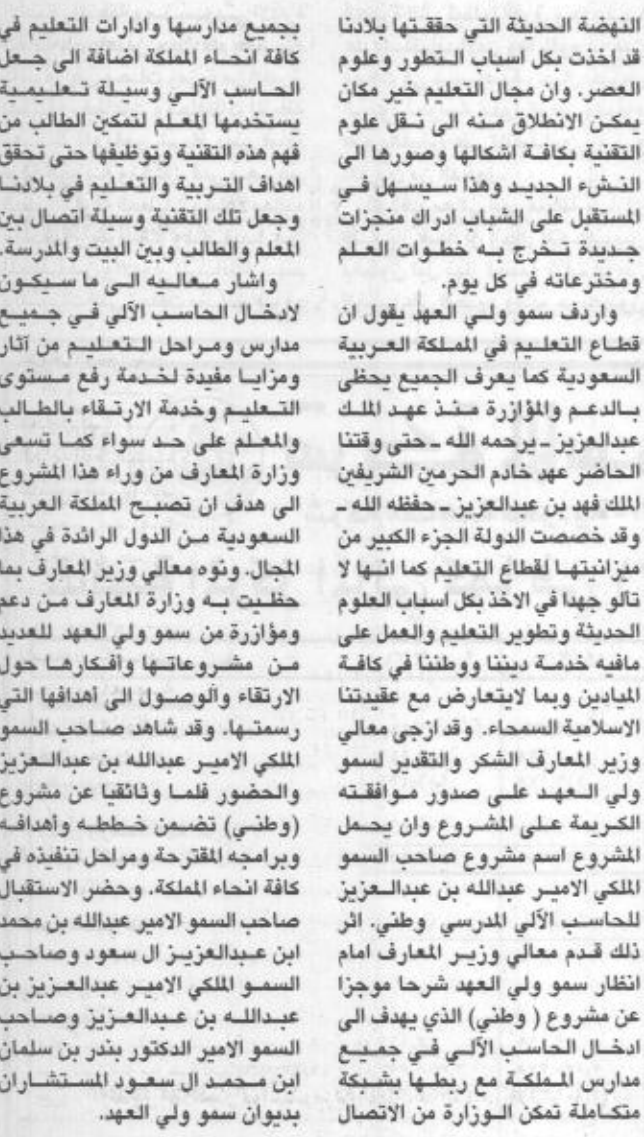 النهضة الحديثة التي حققتها بلادنا
قد اخذت بكل اسباب التطور وعلوم
العصر. وان مجال التعليم خير مكان
يمكن الانطلاق منه الى نقل علوم
التقنية بكافة اشكالها وصورها الى
النشء الجديد وهذا سيسهل في
المستقبل على الشباب ادراك منجزات
جديدة تخرج به خطوات العلم
ومخترعاته في كل يوم.
واردف سمو ولي العهد يقول ان
قطاع التعليم في المملكة العربية
السعودية كما يعرف الجميع يحظى
بالدعم والمؤازرة منذ عهد الملك
عبدالعزيز ـ يرحمه الله ـ حتى وقتنا
الحاضر عهد خادم الحرمين الشريفين
الملك فهد بن عبدالعزيز ـ حفظه الله ـ
وقد خصصت الدولة الجزء الكبير من
ميزانيتها لقطاع التعليم كما انها لا
تألو جهدا في الاخذ بكل اسباب العلوم
الحديثة وتطوير التعليم والعمل على
مافيه خدمة ديننا ووطننا في كافة
الميادين وبما لايتعارض مع عقيدتنا
الاسلامية السمحاء. وقد ازجى معالي
وزير المعارف الشكر والتقدير لسمو
ولي العهد على صدور موافقته
الكريمة على المشروع وان يحمل
المشروع اسم مشروع صاحب السمو
الملكي الامير عبدالله بن عبدالعزيز
للحاسب الآلي المدرسي وطني. اثر
ذلك قدم معالي وزير المعارف امام
انظار سمو ولي العهد شرحا موجزا
عن مشروع ( وطني) الذي يهدف الى
ادخال الحاسب الآلي في جميع
مدارس المملكة مع ربطها بشبكة
متكاملة تمكن الوزارة من الاتصال
بجميع مدارسها وادارات التعليم في
كافة انحاء المملكة اضافة الى جعل
الحاسب الآلي وسيلة تعليمية
يستخدمها المعلم لتمكين الطالب من
فهم هذه التقنية وتوظيفها حتى تحقق
اهداف التربية والتعليم في بلادنا
وجعل تلك التقنية وسيلة اتصال بين
المعلم والطالب وبين البيت والمدرسة.
واشار معاليه الى ما سيكون
لادخال الحاسب الآلي في جميع
مدارس ومراحل التعليم من آثار
ومزايا مفيدة لخدمة رفع مستوى
التعليم وخدمة الارتقاء بالطالب
والمعلم على حد سواء كما تسعى
وزارة المعارف من وراء هذا المشروع
الى هدف ان تصبح المملكة العربية
السعودية من الدول الرائدة في هذا
المجال. ونوه معالي وزير المعارف بما
حظيت به وزارة المعارف من دعم
ومؤازرة من سمو ولي العهد للعديد
من مشروعاتها وأفكارها حول
الارتقاء والوصول الى أهدافها التي
رسمتها. وقد شاهد صاحب السمو
الملكي الامير عبدالله بن عبدالعزيز
والحضور فلما وثائقيا عن مشروع
(وطني) تضمن خططه وأهدافه
وبرامجه المقترحة ومراحل تنفيذه في
كافة انحاء المملكة. وحضر الاستقبال
صاحب السمو الامير عبدالله بن محمد
ابن عبدالعزيز ال سعود وصاحب
السمو الملكي الامير عبدالعزيز بن
عبدالله بن عبدالعزيز وصاحب
السمو الامير الدكتور بندر بن سلمان
ابن محمد ال سعود المستشاران
بديوان سمو ولي العهد.